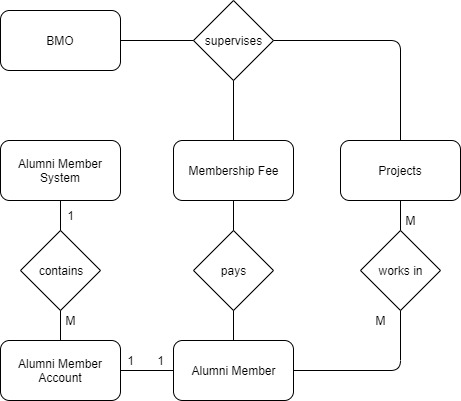 BMO
supervises
Alumni Member
System
Membership Fee
Projects
1
M
contains
pays
works in
M
M
Alumni Member
Account
1 1
Alumni Member